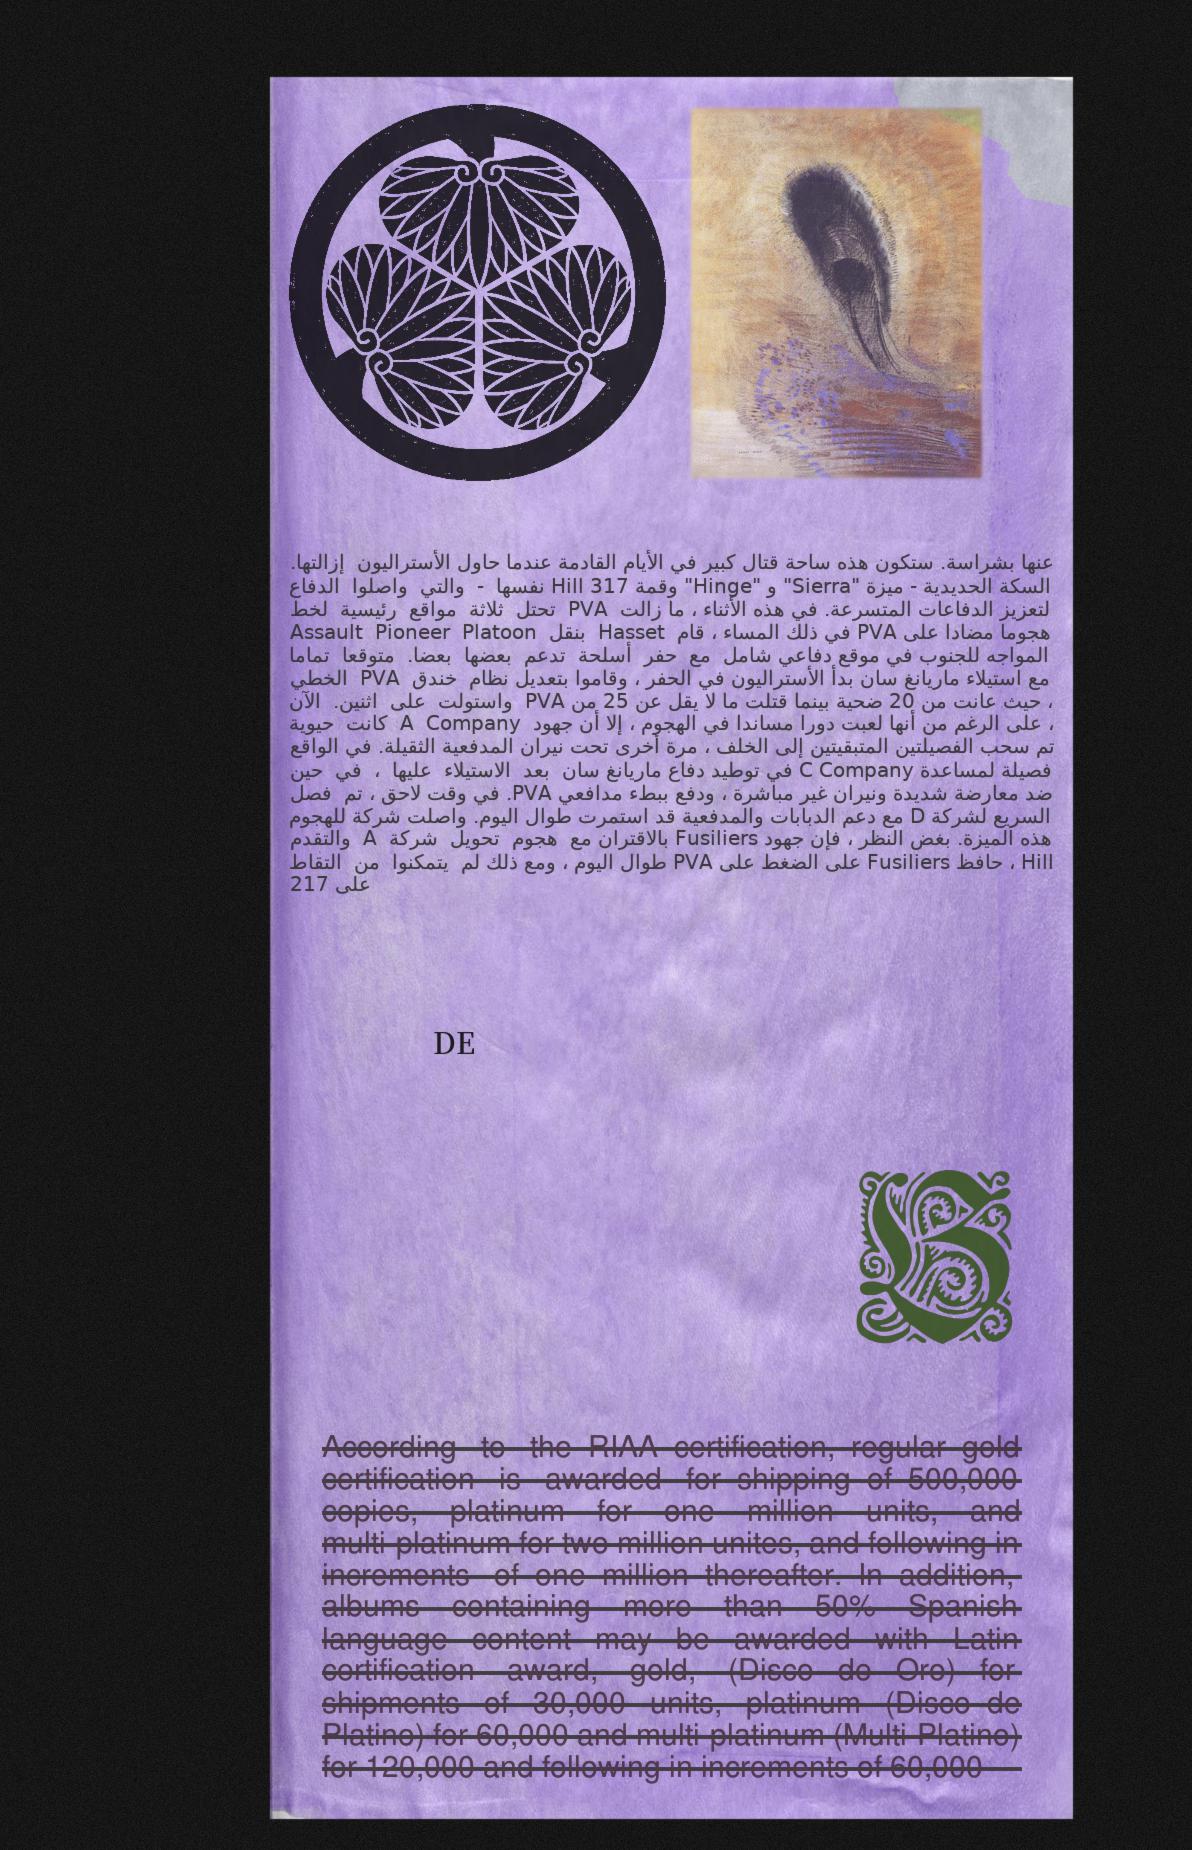 عنها بشراسة. ستكون هذه ساحة قتال كبير في الأيام القادمة عندما حاول الأستراليون إزالتها.
السكة الحديدية - ميزة "Sierra" و "Hinge" وقمة Hill 317 نفسها - والتي واصلوا الدفاع
لتعزيز الدفاعات المتسرعة. في هذه الأثناء ، ما زالت PVA تحتل ثلاثة مواقع رئيسية لخط
هجوما مضادا على PVA في ذلك المساء ، قام Hasset بنقل Assault Pioneer Platoon
المواجه للجنوب في موقع دفاعي شامل مع حفر أسلحة تدعم بعضها بعضا. متوقعا تماما
مع استيلاء ماريانغ سان بدأ الأستراليون في الحفر ، وقاموا بتعديل نظام خندق PVA الخطي
، حيث عانت من 20 ضحية بينما قتلت ما لا يقل عن 25 من PVA واستولت على اثنين. الآن
، على الرغم من أنها لعبت دورا مساندا في الهجوم ، إلا أن جهود A Company كانت حيوية
تم سحب الفصيلتين المتبقيتين إلى الخلف ، مرة أخرى تحت نيران المدفعية الثقيلة. في الواقع
فصيلة لمساعدة C Company في توطيد دفاع ماريانغ سان بعد الاستيلاء عليها ، في حين
ضد معارضة شديدة ونيران غير مباشرة ، ودفع ببطء مدافعي PVA. في وقت لاحق ، تم فصل
السريع لشركة D مع دعم الدبابات والمدفعية قد استمرت طوال اليوم. واصلت شركة للهجوم
هذه الميزة. بغض النظر ، فإن جهود Fusiliers بالاقتران مع هجوم تحويل شركة A والتقدم
Hill ، حافظ Fusiliers على الضغط على PVA طوال اليوم ، ومع ذلك لم يتمكنوا من التقاط
على 217
DE
B
According to the RIAA certification, regular gold
certification is awarded for shipping of 500,000
copies, platinum for one million units, and
multi-platinum for two million unites, and following in
increments of one million thereafter. In addition,
albums containing more than 50% Spanish
language content may be awarded with Latin
certification award, gold, (Disco de Oro) for
shipments of 30,000 units, platinum (Disco de
Platino) for 60,000 and multi-platinum (Multi-Platino)
for 120,000 and following in increments of 60,000